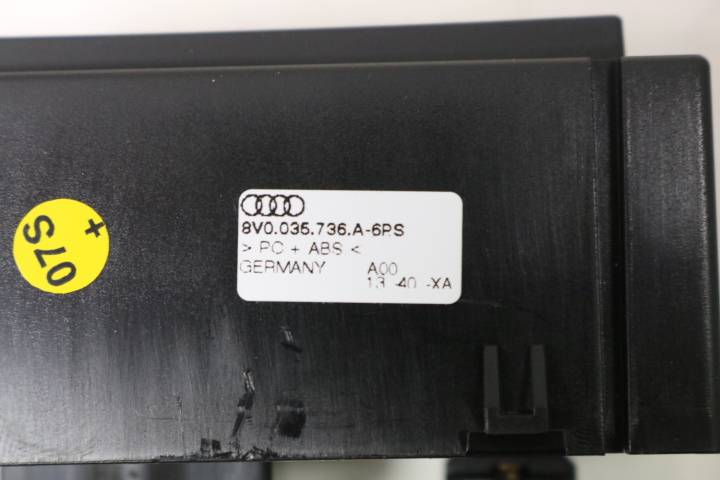 8V0.035.736.A-6PS
> PC + ABS <
GERMANY A00
13 40 -XA
07S +